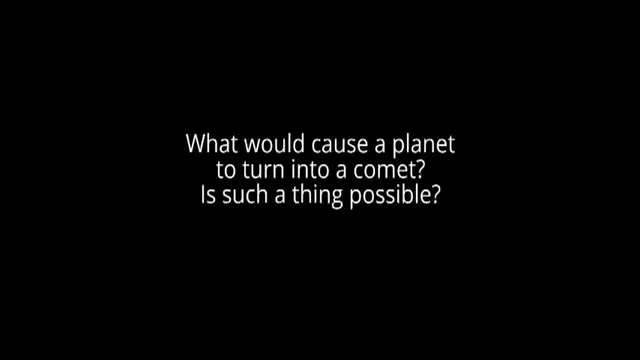 What would cause a planet
to turn into a comet?
Is such a thing possible?